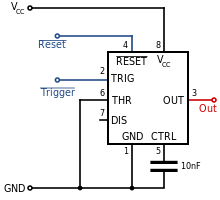 VCC
Reset
4
8
RESET
VCC
2
TRIG
Trigger
6
THR
OUT
3
Out
7
DIS
GND
CTRL
1
5
10nF
GND